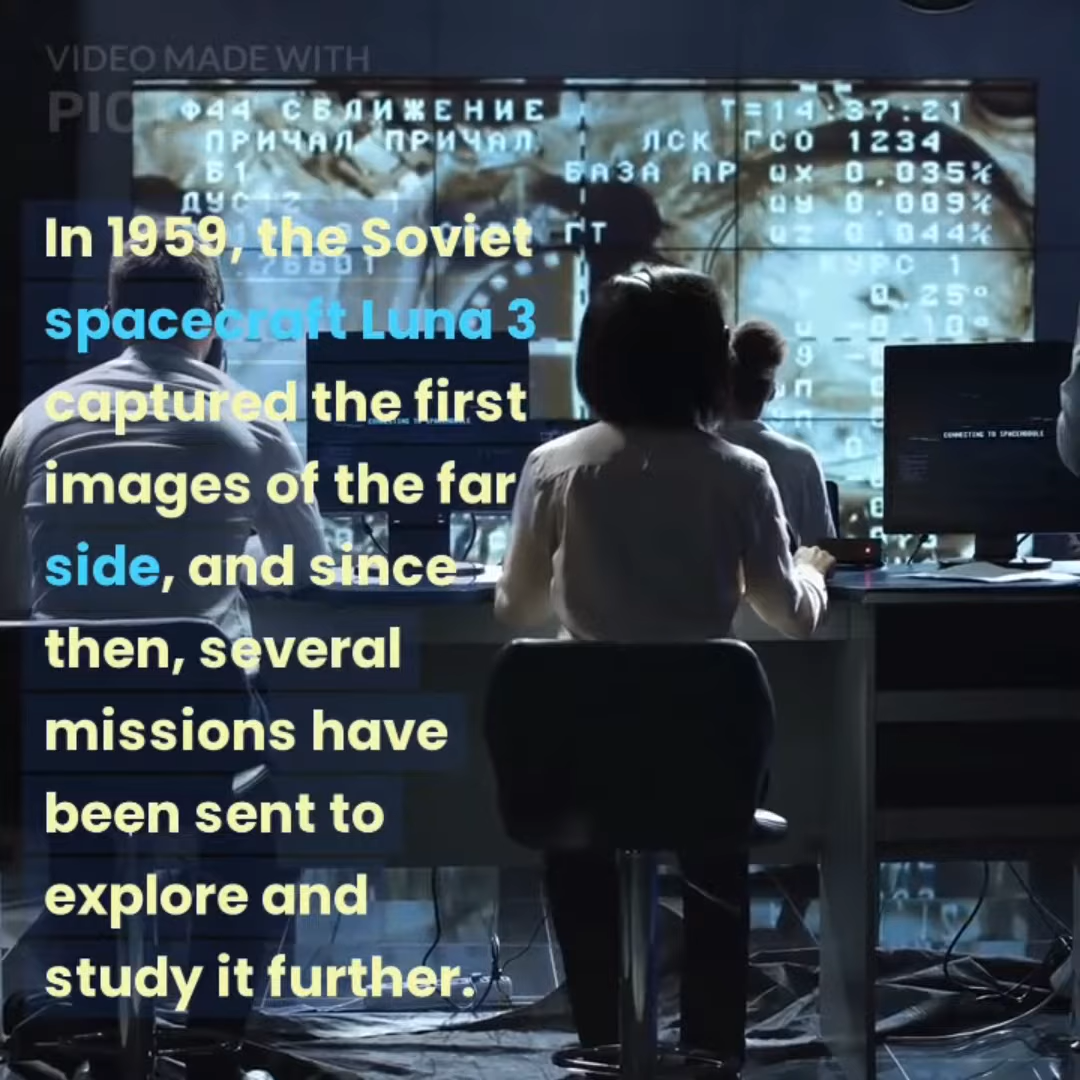 VIDEO MADE WITH
Ф44 СБЛИЖЕНИЕ T=14:37:21
ПРИЧАЛ ПРИЧАЛ ЛСК ГСО 1234
Б1 БАЗА АР ωx 0.035%
ωy 0.009%
ГТ ωz 0.044%
КУРС 1
0.25°
In 1959, the Soviet
spacecraft Luna 3
captured the first
images of the far
side, and since
then, several
missions have
been sent to
explore and
study it further.
CONNECTING TO SPACEMODULE